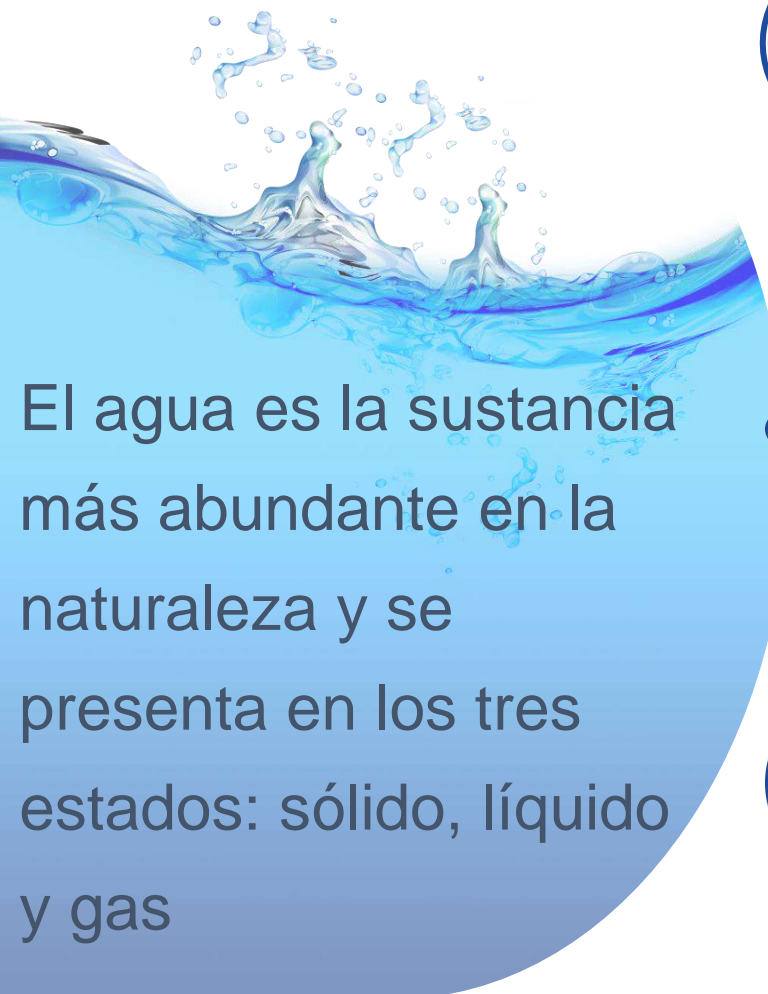 El agua es la sustancia
más abundante en la
naturaleza y se
presenta en los tres
estados: sólido, líquido
y gas